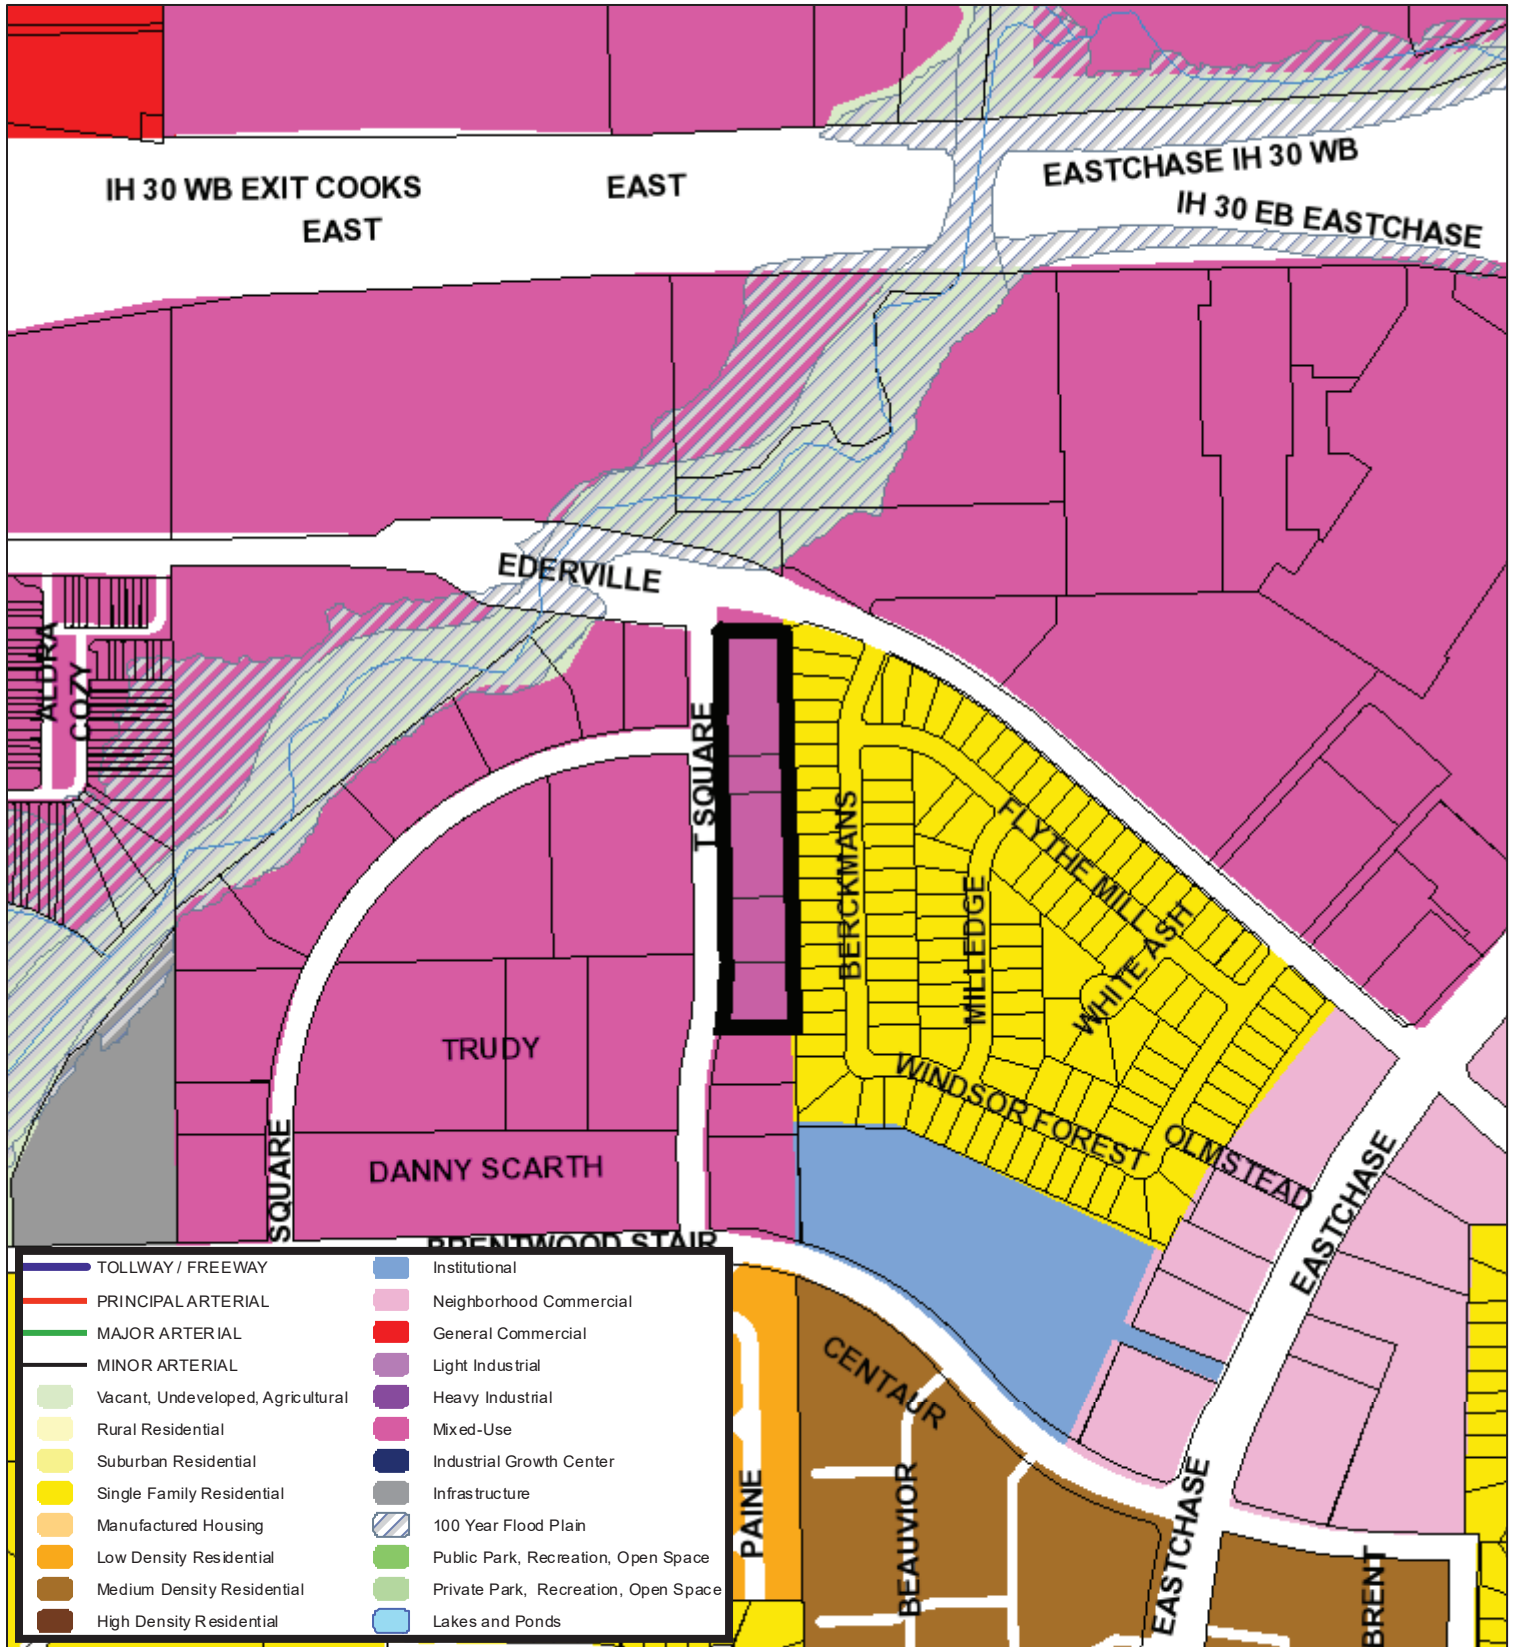 IH 30 WB EXIT COOKS
EAST
EAST
EASTCHASE IH 30 WB
IH 30 EB EASTCHASE
EDERVILLE
ALDRA
COZY
T SQUARE
BERCKMANS
FLYTHE MILL
MILLEDGE
WHITE ASH
WINDSOR FOREST
OLMSTEAD
TRUDY
DANNY SCARTH
SQUARE
BRENTWOOD STAIR
EASTCHASE
CENTAUR
PAINE
BEAUVIOR
EASTCHASE
BRENT
TOLLWAY / FREEWAY
PRINCIPAL ARTERIAL
MAJOR ARTERIAL
MINOR ARTERIAL
Vacant, Undeveloped, Agricultural
Rural Residential
Suburban Residential
Single Family Residential
Manufactured Housing
Low Density Residential
Medium Density Residential
High Density Residential
Institutional
Neighborhood Commercial
General Commercial
Light Industrial
Heavy Industrial
Mixed-Use
Industrial Growth Center
Infrastructure
100 Year Flood Plain
Public Park, Recreation, Open Space
Private Park, Recreation, Open Space
Lakes and Ponds